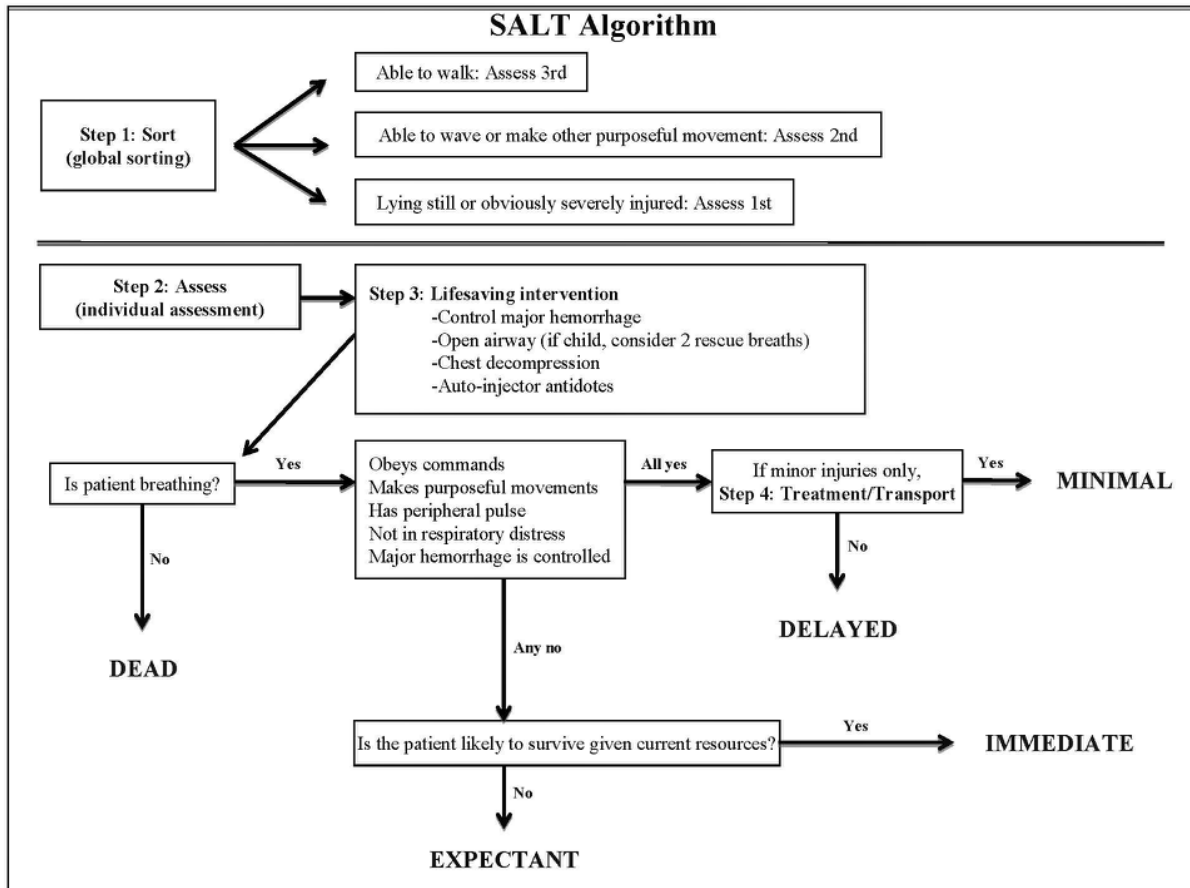 SALT Algorithm
Step 1: Sort
(global sorting)
Able to walk: Assess 3rd
Able to wave or make other purposeful movement: Assess 2nd
Lying still or obviously severely injured: Assess 1st
Step 2: Assess
(individual assessment)
Step 3: Lifesaving intervention
-Control major hemorrhage
-Open airway (if child, consider 2 rescue breaths)
-Chest decompression
-Auto-injector antidotes
Is patient breathing?
Yes
No
DEAD
Obeys commands
Makes purposeful movements
Has peripheral pulse
Not in respiratory distress
Major hemorrhage is controlled
All yes
If minor injuries only,
Step 4: Treatment/Transport
Yes
MINIMAL
No
DELAYED
Any no
Is the patient likely to survive given current resources?
Yes
IMMEDIATE
No
EXPECTANT